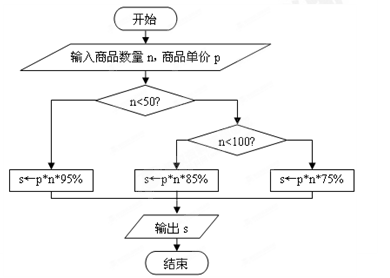 开始
输入商品数量 n，商品单价 p
n<50?
n<100?
s←p*n*95%
s←p*n*85%
s←p*n*75%
输出 s
结束